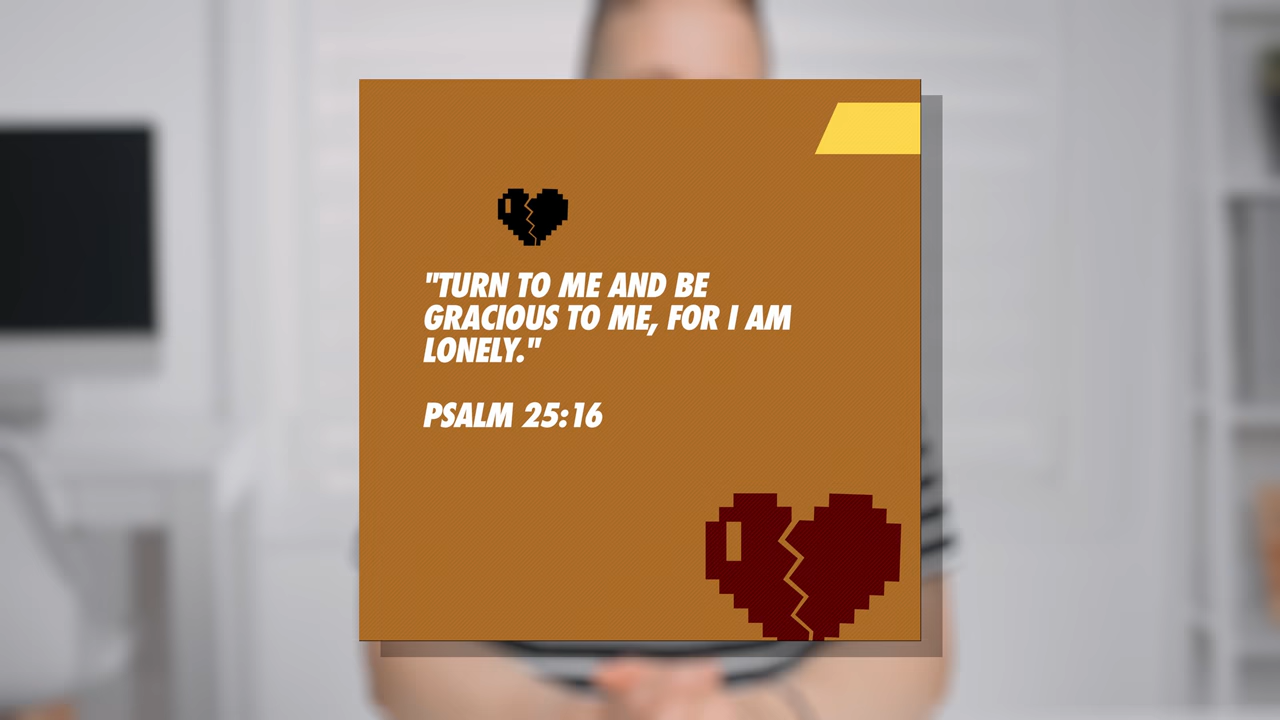 "TURN TO ME AND BE
GRACIOUS TO ME, FOR I AM
LONELY."
PSALM 25:16